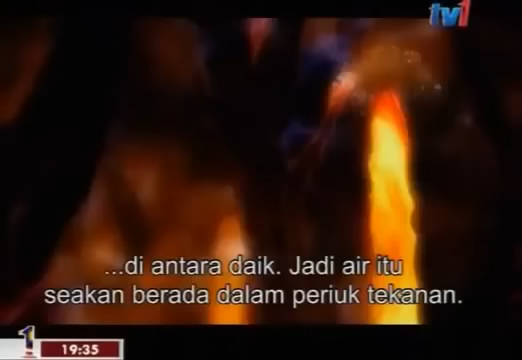 tv1
...di antara daik. Jadi air itu
seakan berada dalam periuk tekanan.
1
19:35